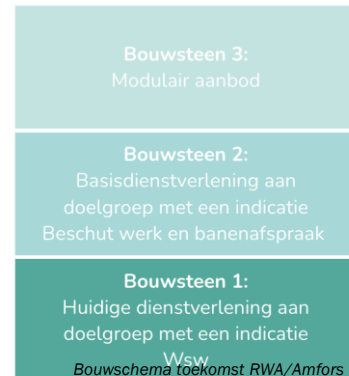 Bouwsteen 3:
Modulair aanbod
Bouwsteen 2:
Basisdienstverlening aan
doelgroep met een indicatie
Beschut werk en banenafspraak
Bouwsteen 1:
Huidige dienstverlening aan
doelgroep met een indicatie
Wsw
Bouwschema toekomst RWA/Amfors